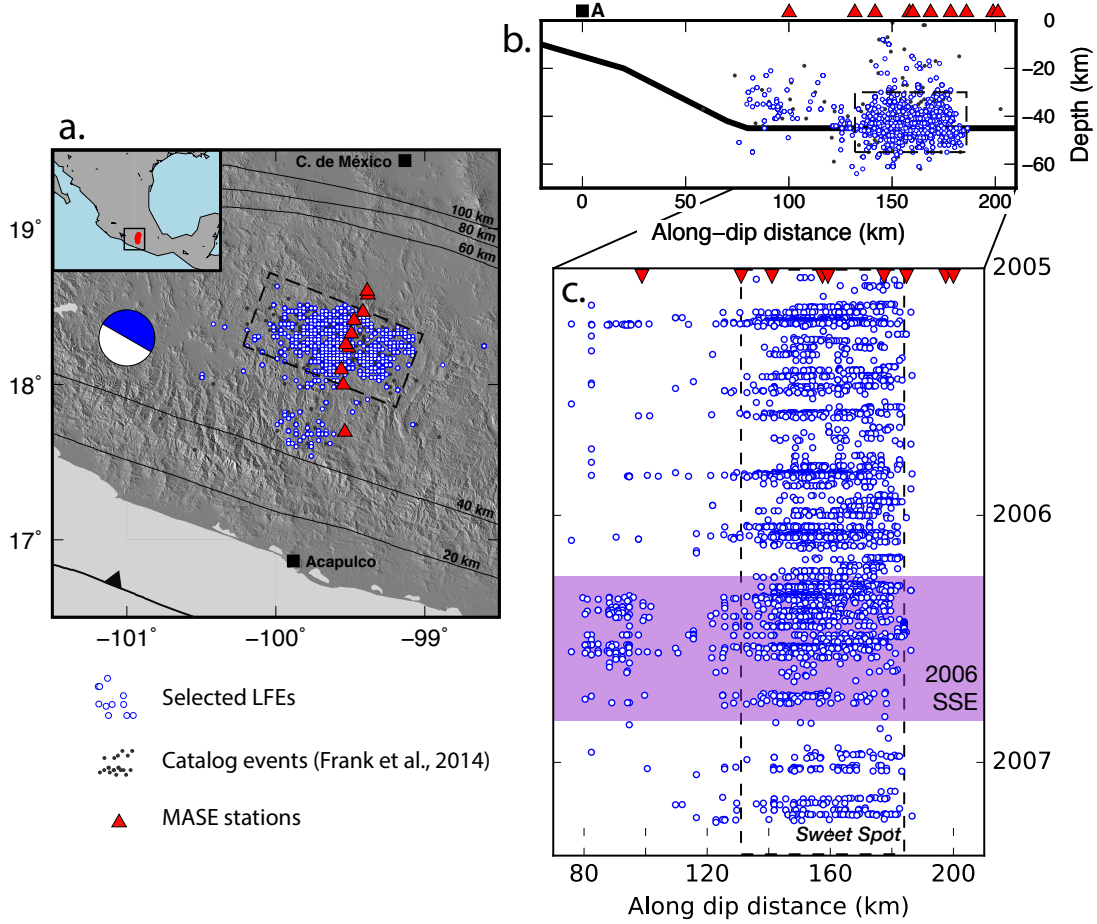 a.
C. de México
100 km
80 km
60 km
40 km
20 km
Acapulco
19°
18°
17°
−101
−100
−99
Selected LFEs
Catalog events (Frank et al., 2014)
MASE stations
b.
A
0
−20
−40
−60
Depth (km)
0
50
100
150
200
Along−dip distance (km)
c.
2005
2006
2007
2006
SSE
Sweet Spot
80
120
160
200
Along dip distance (km)